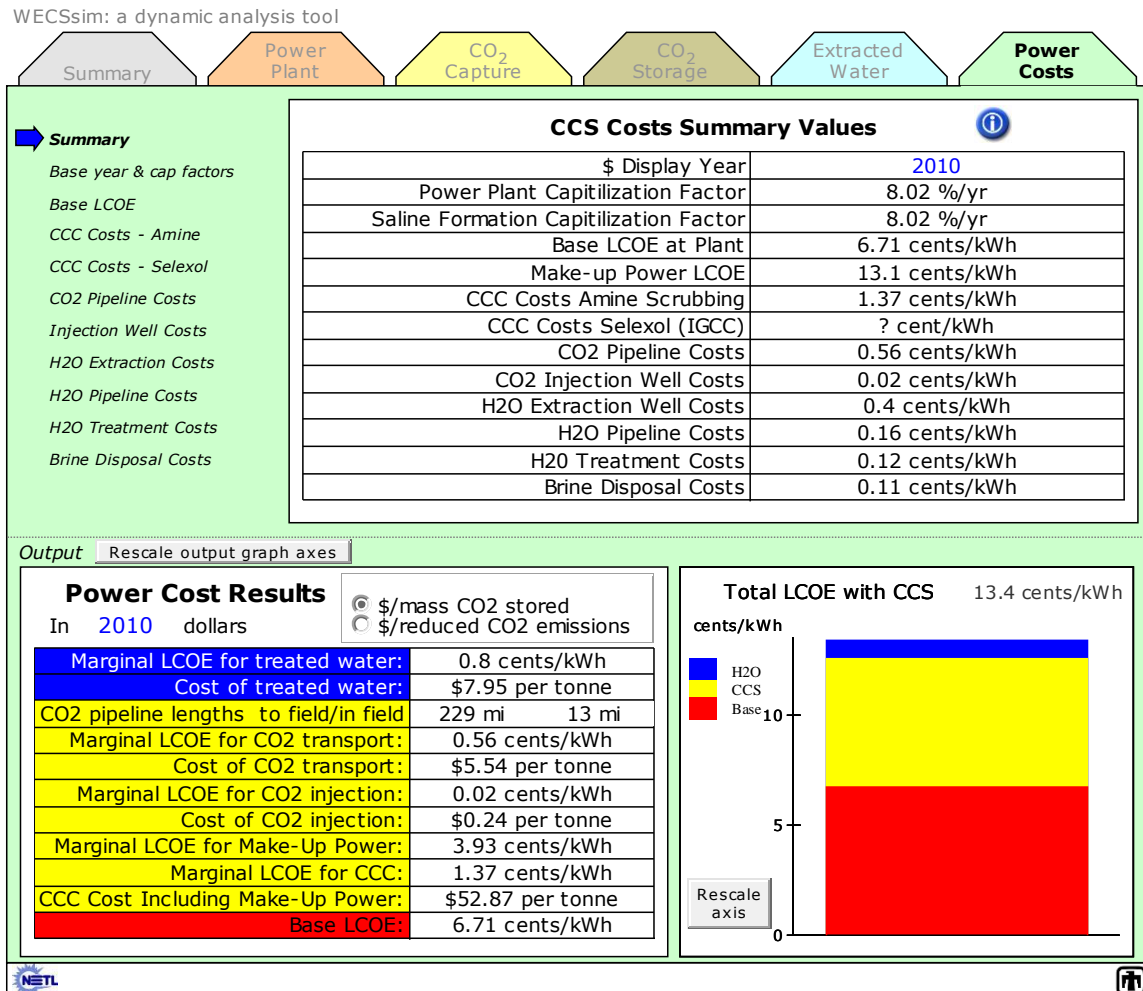 WECSsim: a dynamic analysis tool
Summary
Power
Plant
CO2
Capture
CO2
Storage
Extracted
Water
Power
Costs
Summary
Base year & cap factors
Base LCOE
CCC Costs - Amine
CCC Costs - Selexol
CO2 Pipeline Costs
Injection Well Costs
H2O Extraction Costs
H2O Pipeline Costs
H2O Treatment Costs
Brine Disposal Costs
CCS Costs Summary Values i
$ Display Year 2010
Power Plant Capitilization Factor 8.02 %/yr
Saline Formation Capitilization Factor 8.02 %/yr
Base LCOE at Plant 6.71 cents/kWh
Make-up Power LCOE 13.1 cents/kWh
CCC Costs Amine Scrubbing 1.37 cents/kWh
CCC Costs Selexol (IGCC) ? cent/kWh
CO2 Pipeline Costs 0.56 cents/kWh
CO2 Injection Well Costs 0.02 cents/kWh
H2O Extraction Well Costs 0.4 cents/kWh
H2O Pipeline Costs 0.16 cents/kWh
H20 Treatment Costs 0.12 cents/kWh
Brine Disposal Costs 0.11 cents/kWh
Output Rescale output graph axes
Power Cost Results
In 2010 dollars
$/mass CO2 stored
$/reduced CO2 emissions
Marginal LCOE for treated water: 0.8 cents/kWh
Cost of treated water: $7.95 per tonne
CO2 pipeline lengths to field/in field 229 mi 13 mi
Marginal LCOE for CO2 transport: 0.56 cents/kWh
Cost of CO2 transport: $5.54 per tonne
Marginal LCOE for CO2 injection: 0.02 cents/kWh
Cost of CO2 injection: $0.24 per tonne
Marginal LCOE for Make-Up Power: 3.93 cents/kWh
Marginal LCOE for CCC: 1.37 cents/kWh
CCC Cost Including Make-Up Power: $52.87 per tonne
Base LCOE: 6.71 cents/kWh
Total LCOE with CCS 13.4 cents/kWh
cents/kWh
H2O
CCS
Base
10
5
0
Rescale
axis
NETL